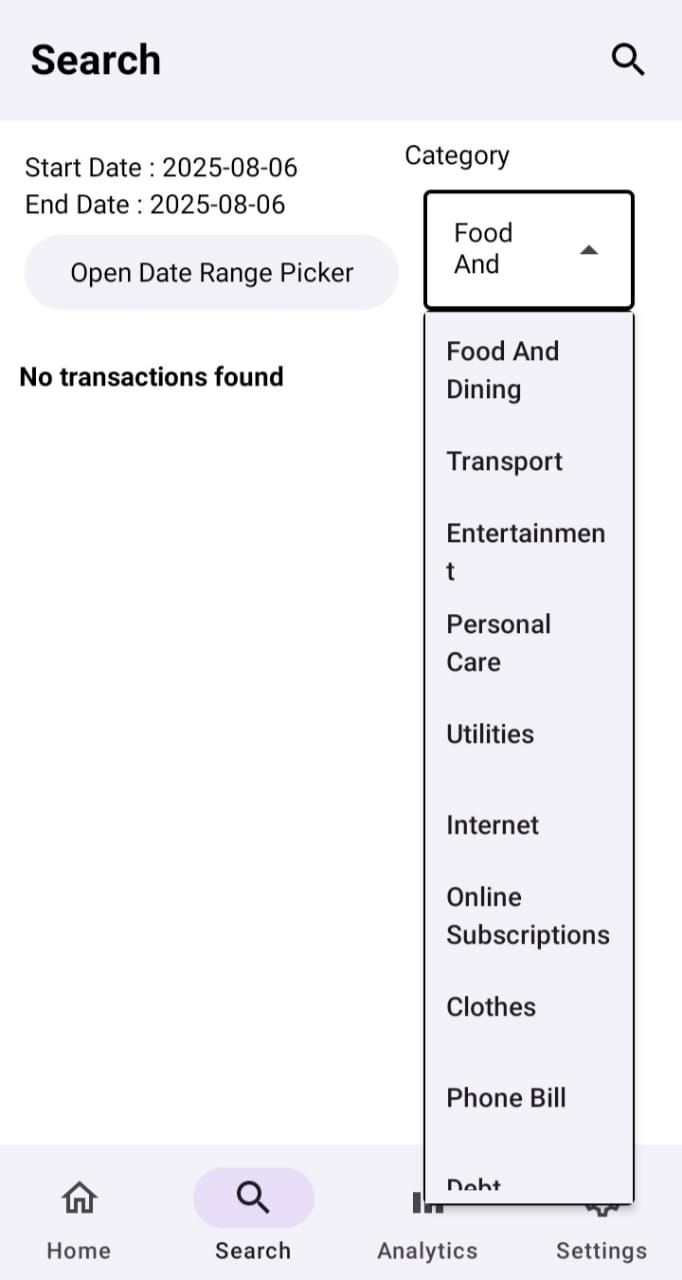 Search
Start Date : 2025-08-06
End Date : 2025-08-06
Open Date Range Picker
No transactions found
Category
Food
And
Food And
Dining
Transport
Entertainmen
t
Personal
Care
Utilities
Internet
Online
Subscriptions
Clothes
Phone Bill
Debt
Home
Search
Analytics
Settings